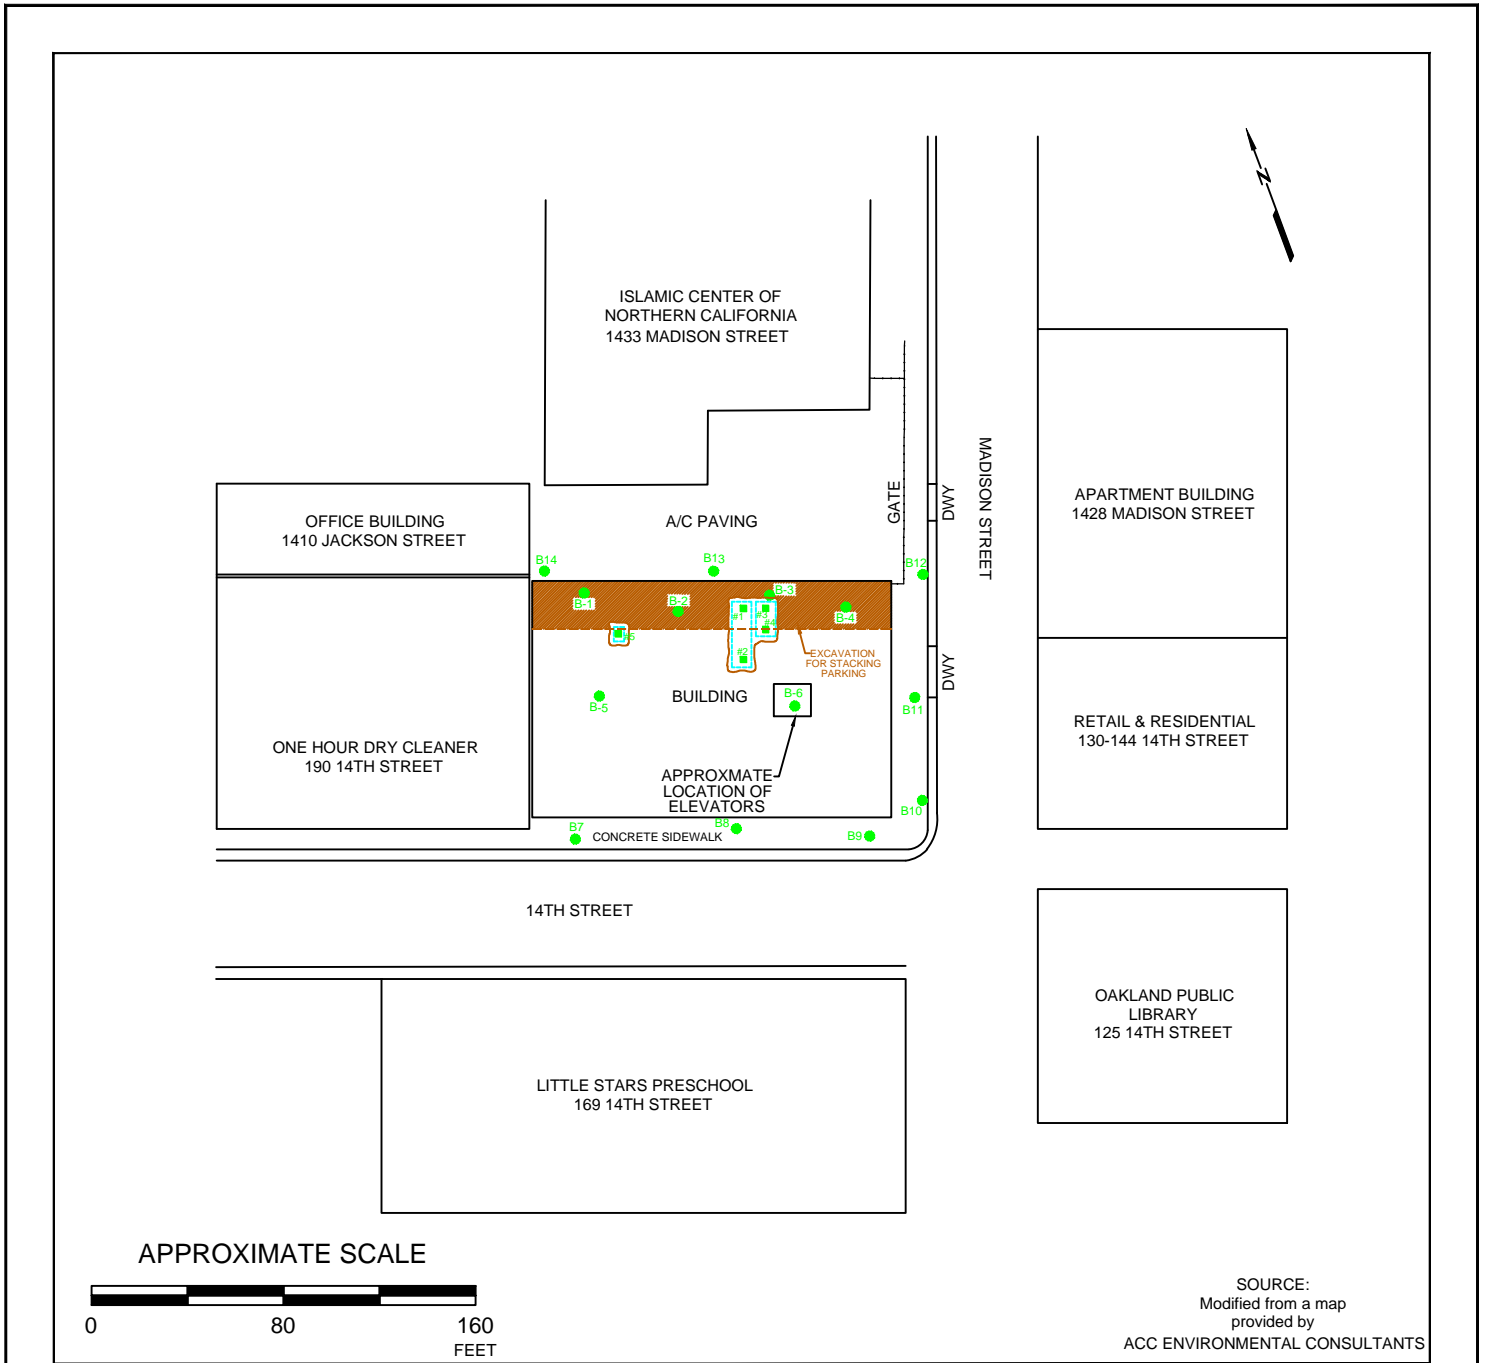 N
ISLAMIC CENTER OF
NORTHERN CALIFORNIA
1433 MADISON STREET
MADISON STREET
GATE
DWY
APARTMENT BUILDING
1428 MADISON STREET
OFFICE BUILDING
1410 JACKSON STREET
A/C PAVING
B14
B13
B12
B-1
B-2
B-3
B-4
#1
#3
#4
#5
#2
EXCAVATION
FOR STACKING
PARKING
DWY
BUILDING
B-5
B-6
B11
RETAIL & RESIDENTIAL
130-144 14TH STREET
ONE HOUR DRY CLEANER
190 14TH STREET
APPROXMATE
LOCATION OF
ELEVATORS
B10
B7
CONCRETE SIDEWALK
B8
B9
14TH STREET
OAKLAND PUBLIC
LIBRARY
125 14TH STREET
LITTLE STARS PRESCHOOL
169 14TH STREET
APPROXIMATE SCALE
0 80 160
FEET
SOURCE:
Modified from a map
provided by
ACC ENVIRONMENTAL CONSULTANTS